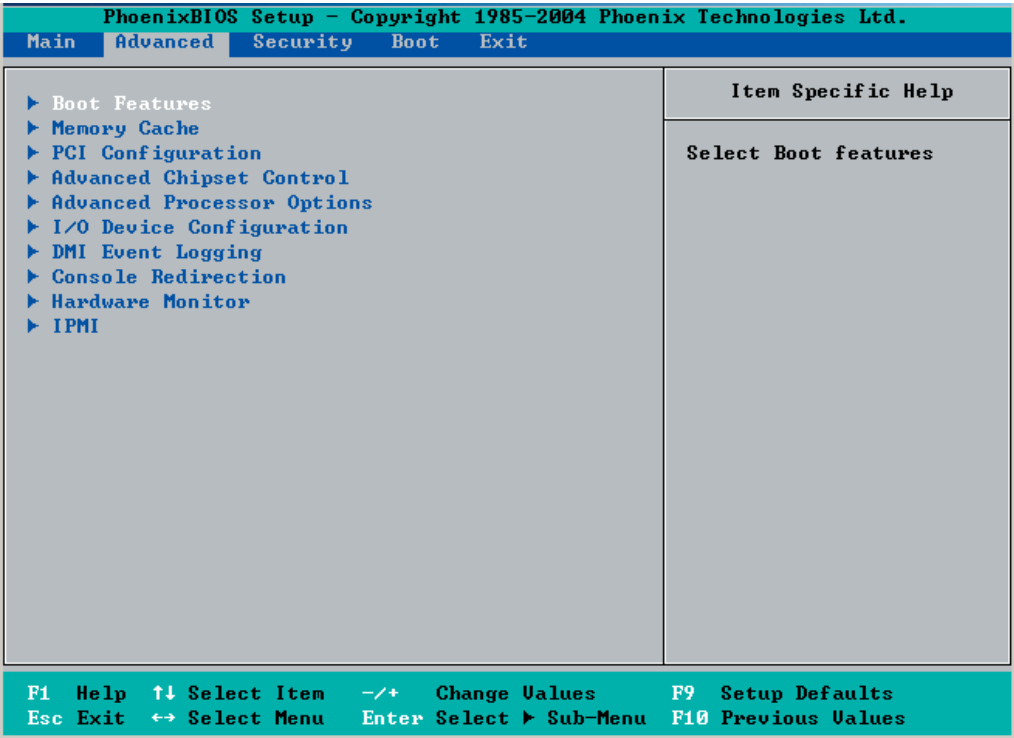 PhoenixBIOS Setup - Copyright 1985-2004 Phoenix Technologies Ltd.
Main Advanced Security Boot Exit
Boot Features
Memory Cache
PCI Configuration
Advanced Chipset Control
Advanced Processor Options
I/O Device Configuration
DMI Event Logging
Console Redirection
Hardware Monitor
IPMI
Item Specific Help
Select Boot features
F1 Help ↑↓ Select Item -/+ Change Values F9 Setup Defaults
Esc Exit ↔ Select Menu Enter Select ▶ Sub-Menu F10 Previous Values